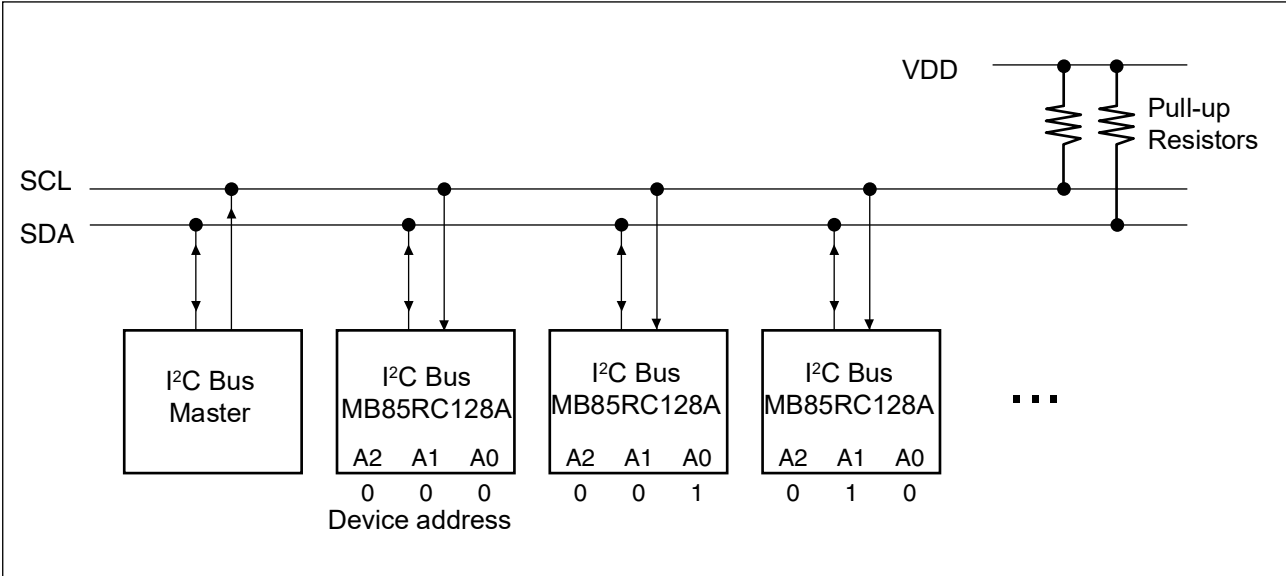 VDD
Pull-up
Resistors
SCL
SDA
I²C Bus
Master
I²C Bus
MB85RC128A
A2 A1 A0
0 0 0
Device address
I²C Bus
MB85RC128A
A2 A1 A0
0 0 1
I²C Bus
MB85RC128A
A2 A1 A0
0 1 0
...